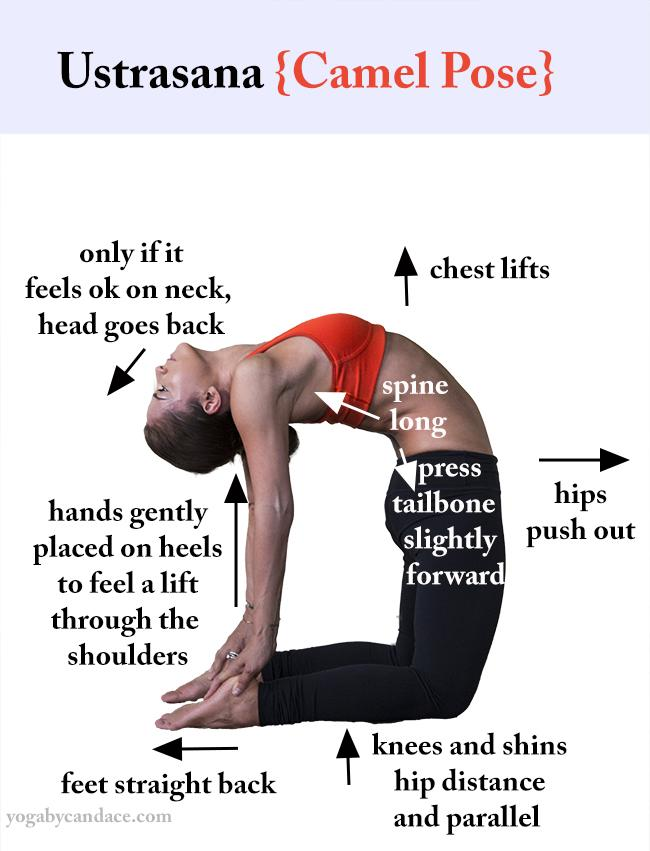 Ustrasana {Camel Pose}
only if it
feels ok on neck,
head goes back
chest lifts
spine
long
press
tailbone
slightly
forward
hips
push out
hands gently
placed on heels
to feel a lift
through the
shoulders
feet straight back
knees and shins
hip distance
and parallel
yogabycandace.com